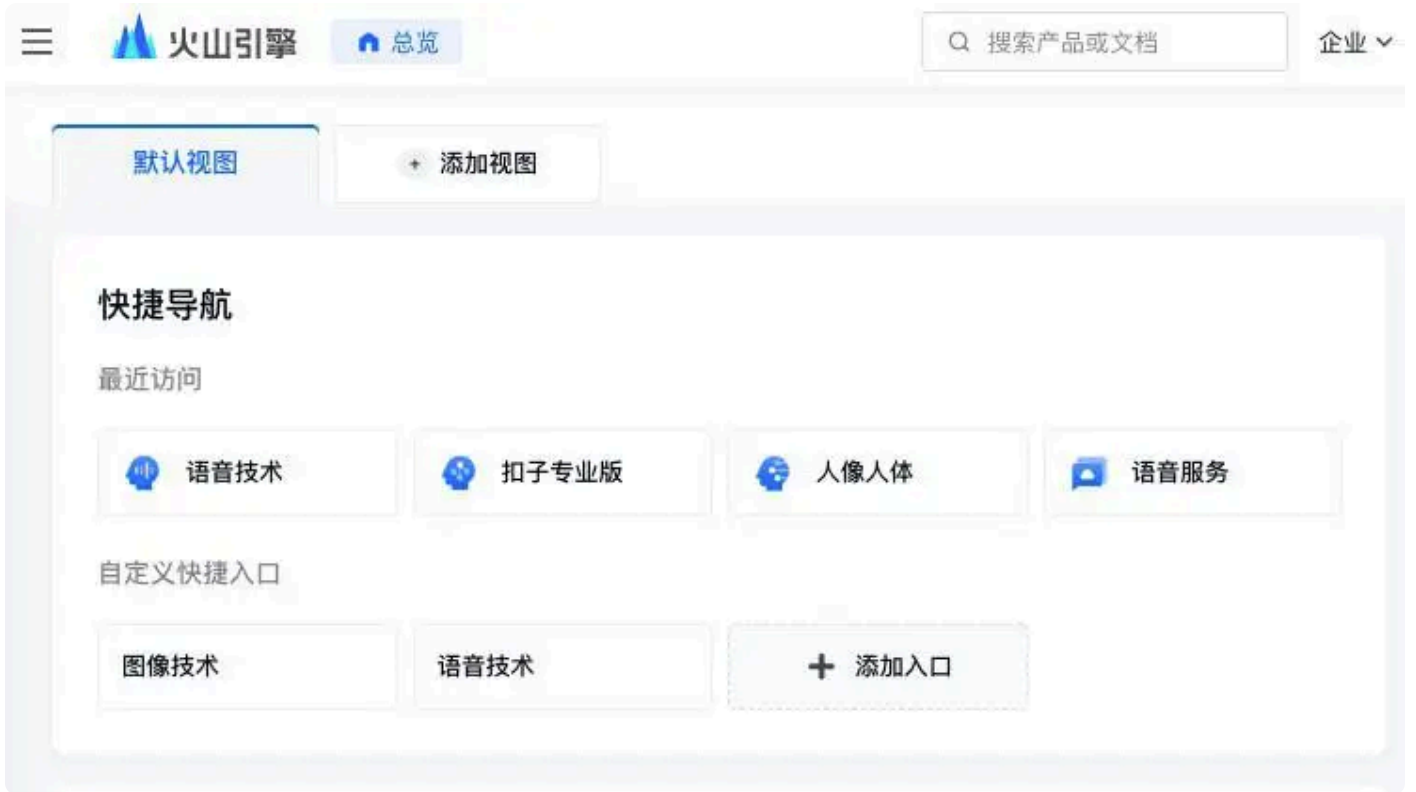 火山引擎 总览 搜索产品或文档 企业
默认视图 + 添加视图
快捷导航
最近访问
语音技术 扣子专业版 人像人体 语音服务
自定义快捷入口
图像技术 语音技术 + 添加入口